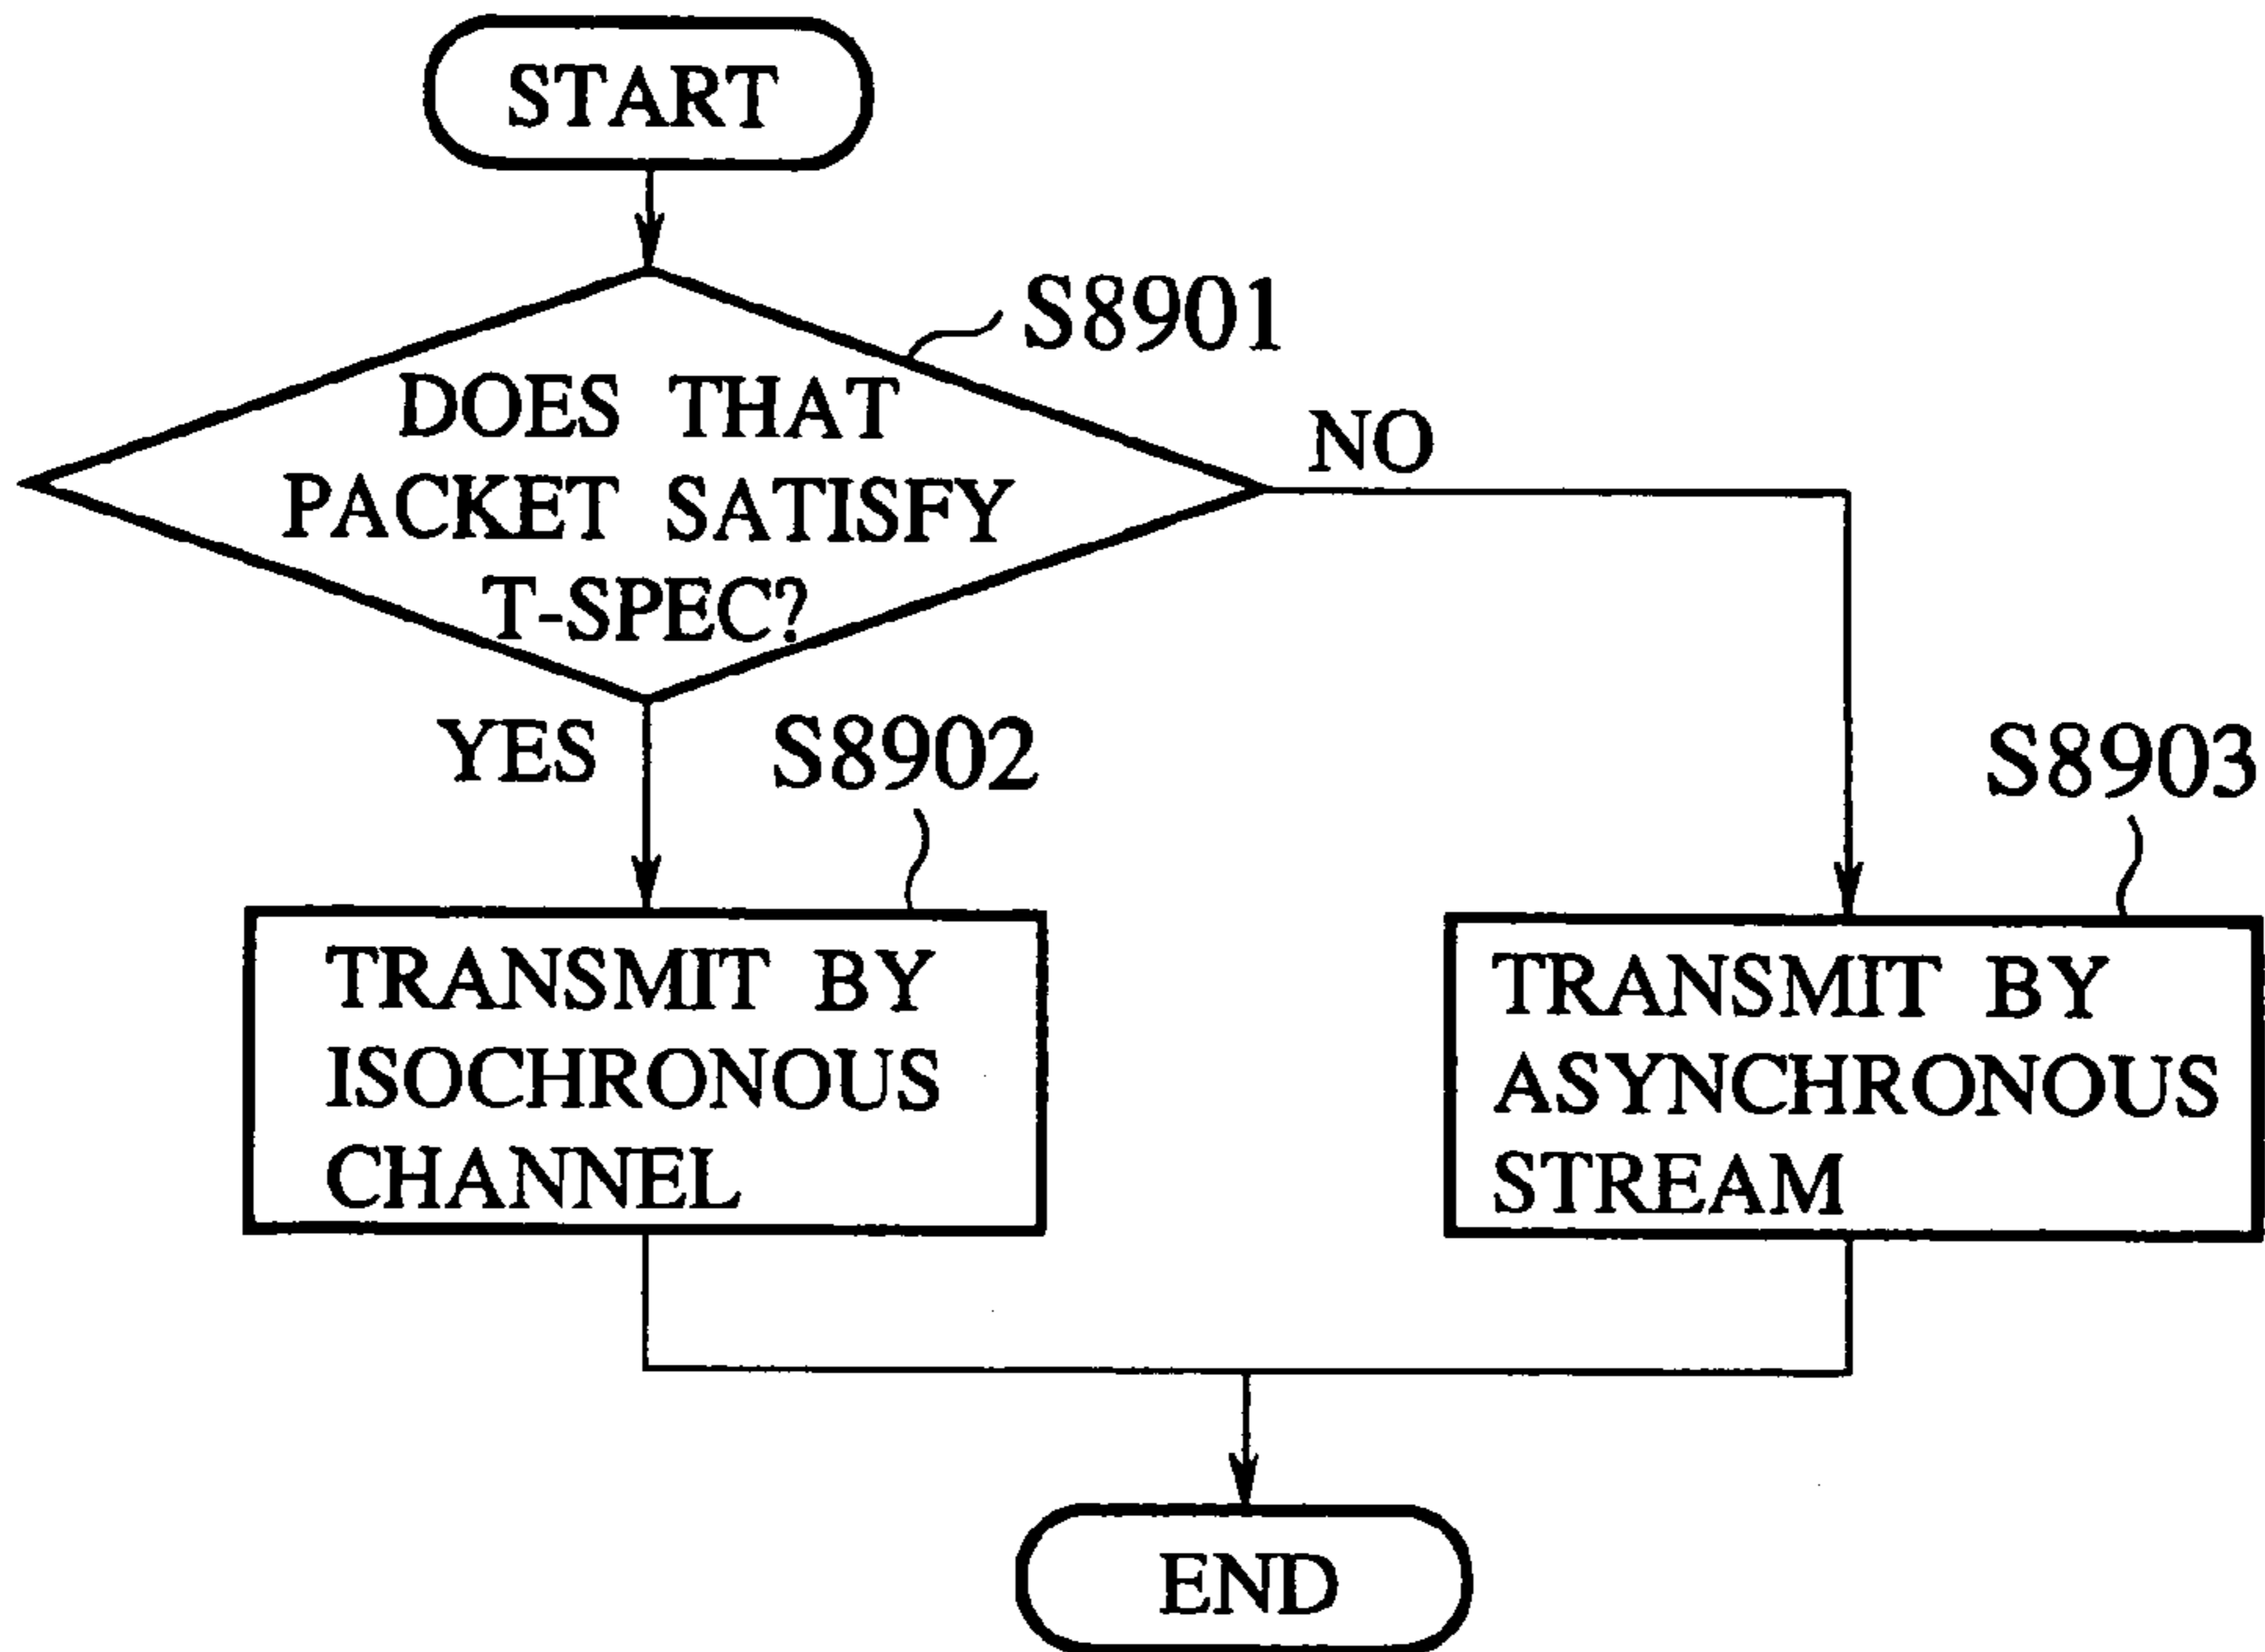 START
S8901
DOES THAT
PACKET SATISFY
T-SPEC?
NO
YES
S8902
S8903
TRANSMIT BY
ISOCHRONOUS
CHANNEL
TRANSMIT BY
ASYNCHRONOUS
STREAM
END